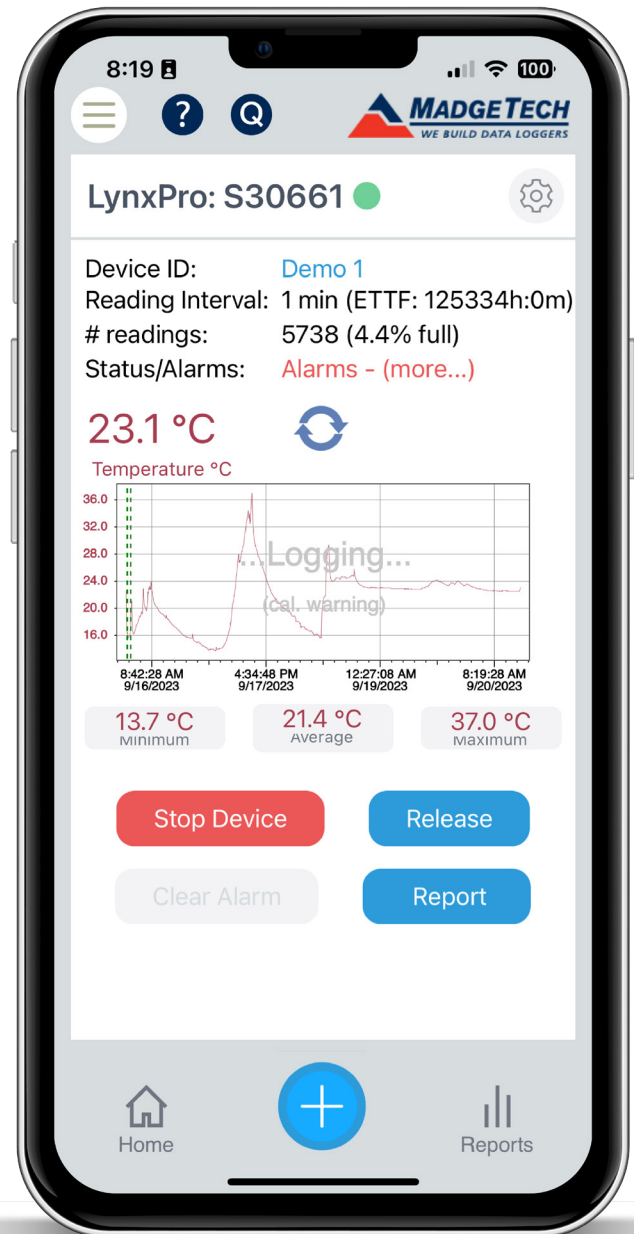 8:19
100
? Q MADGETECH
WE BUILD DATA LOGGERS
LynxPro: S30661
Device ID: Demo 1
Reading Interval: 1 min (ETTF: 125334h:0m)
# readings: 5738 (4.4% full)
Status/Alarms: Alarms - (more...)
23.1 °C
Temperature °C
36.0
32.0
28.0
24.0
20.0
16.0
...Logging...
(cal. warning)
8:42:28 AM 4:34:48 PM 12:27:08 AM 8:19:28 AM
9/16/2023 9/17/2023 9/19/2023 9/20/2023
13.7 °C 21.4 °C 37.0 °C
Minimum Average Maximum
Stop Device Release
Clear Alarm Report
Home Reports